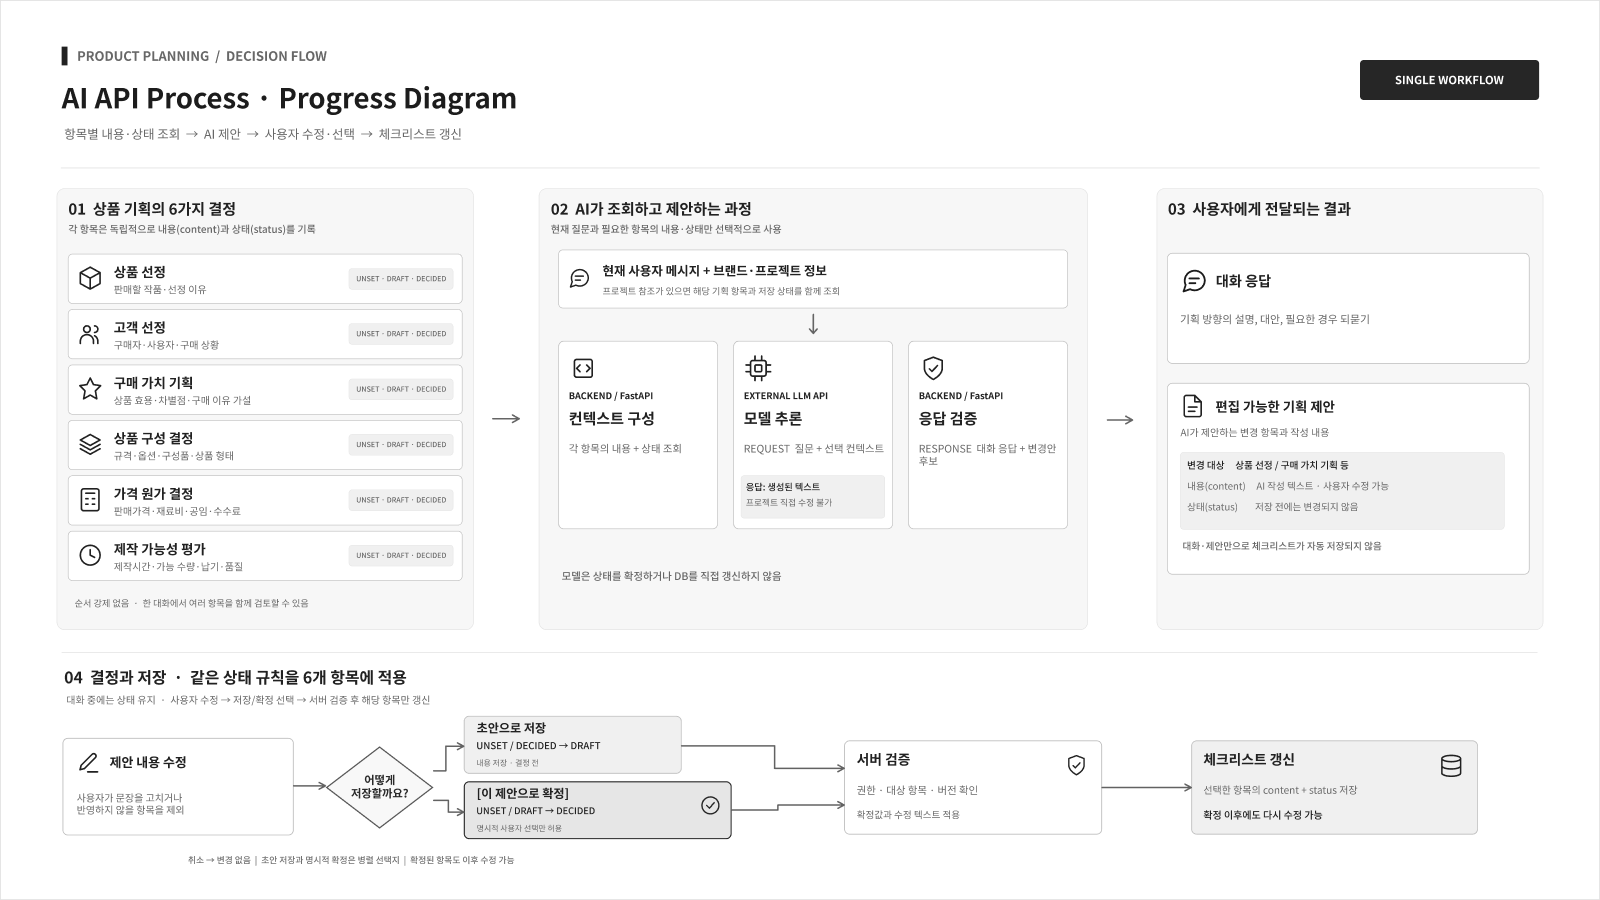 PRODUCT PLANNING / DECISION FLOW
AI API Process · Progress Diagram
항목별 내용·상태 조회 → AI 제안 → 사용자 수정·선택 → 체크리스트 갱신
SINGLE WORKFLOW
01 상품 기획의 6가지 결정
각 항목은 독립적으로 내용(content)과 상태(status)를 기록
상품 선정
판매할 작품·선정 이유
UNSET · DRAFT · DECIDED
고객 선정
구매자·사용자·구매 상황
UNSET · DRAFT · DECIDED
구매 가치 기획
상품 효용·차별점·구매 이유 가설
UNSET · DRAFT · DECIDED
상품 구성 결정
규격·옵션·구성품·상품 형태
UNSET · DRAFT · DECIDED
가격 원가 결정
판매가격·재료비·공임·수수료
UNSET · DRAFT · DECIDED
제작 가능성 평가
제작시간·가능 수량·납기·품질
UNSET · DRAFT · DECIDED
순서 강제 없음 · 한 대화에서 여러 항목을 함께 검토할 수 있음
02 AI가 조회하고 제안하는 과정
현재 질문과 필요한 항목의 내용·상태만 선택적으로 사용
현재 사용자 메시지 + 브랜드·프로젝트 정보
프로젝트 참조가 있으면 해당 기획 항목과 저장 상태를 함께 조회
BACKEND / FastAPI
컨텍스트 구성
각 항목의 내용 + 상태 조회
EXTERNAL LLM API
모델 추론
REQUEST 질문 + 선택 컨텍스트
응답: 생성된 텍스트
프로젝트 직접 수정 불가
BACKEND / FastAPI
응답 검증
RESPONSE 대화 응답 + 변경안
후보
모델은 상태를 확정하거나 DB를 직접 갱신하지 않음
03 사용자에게 전달되는 결과
대화 응답
기획 방향의 설명, 대안, 필요한 경우 되묻기
편집 가능한 기획 제안
AI가 제안하는 변경 항목과 작성 내용
변경 대상 상품 선정 / 구매 가치 기획 등
내용(content) AI 작성 텍스트 · 사용자 수정 가능
상태(status) 저장 전에는 변경되지 않음
대화·제안만으로 체크리스트가 자동 저장되지 않음
04 결정과 저장 · 같은 상태 규칙을 6개 항목에 적용
대화 중에는 상태 유지 · 사용자 수정 → 저장/확정 선택 → 서버 검증 후 해당 항목만 갱신
제안 내용 수정
사용자가 문장을 고치거나
반영하지 않을 항목을 제외
어떻게
저장할까요?
초안으로 저장
UNSET / DECIDED → DRAFT
내용 저장 · 결정 전
[이 제안으로 확정]
UNSET / DRAFT → DECIDED
명시적 사용자 선택만 허용
서버 검증
권한 · 대상 항목 · 버전 확인
확정값과 수정 텍스트 적용
체크리스트 갱신
선택한 항목의 content + status 저장
확정 이후에도 다시 수정 가능
취소 → 변경 없음 | 초안 저장과 명시적 확정은 병렬 선택지 | 확정된 항목도 이후 수정 가능